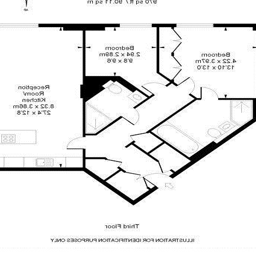 970 sq ft / 90.11 sq m
Bedroom
2.94 x 2.89m
9'8 x 9'6
Bedroom
4.22 x 3.97m
13'10 x 13'0
Reception
Room/
Kitchen
8.32 x 3.86m
27'4 x 12'8
Third Floor
ILLUSTRATION FOR IDENTIFICATION PURPOSES ONLY